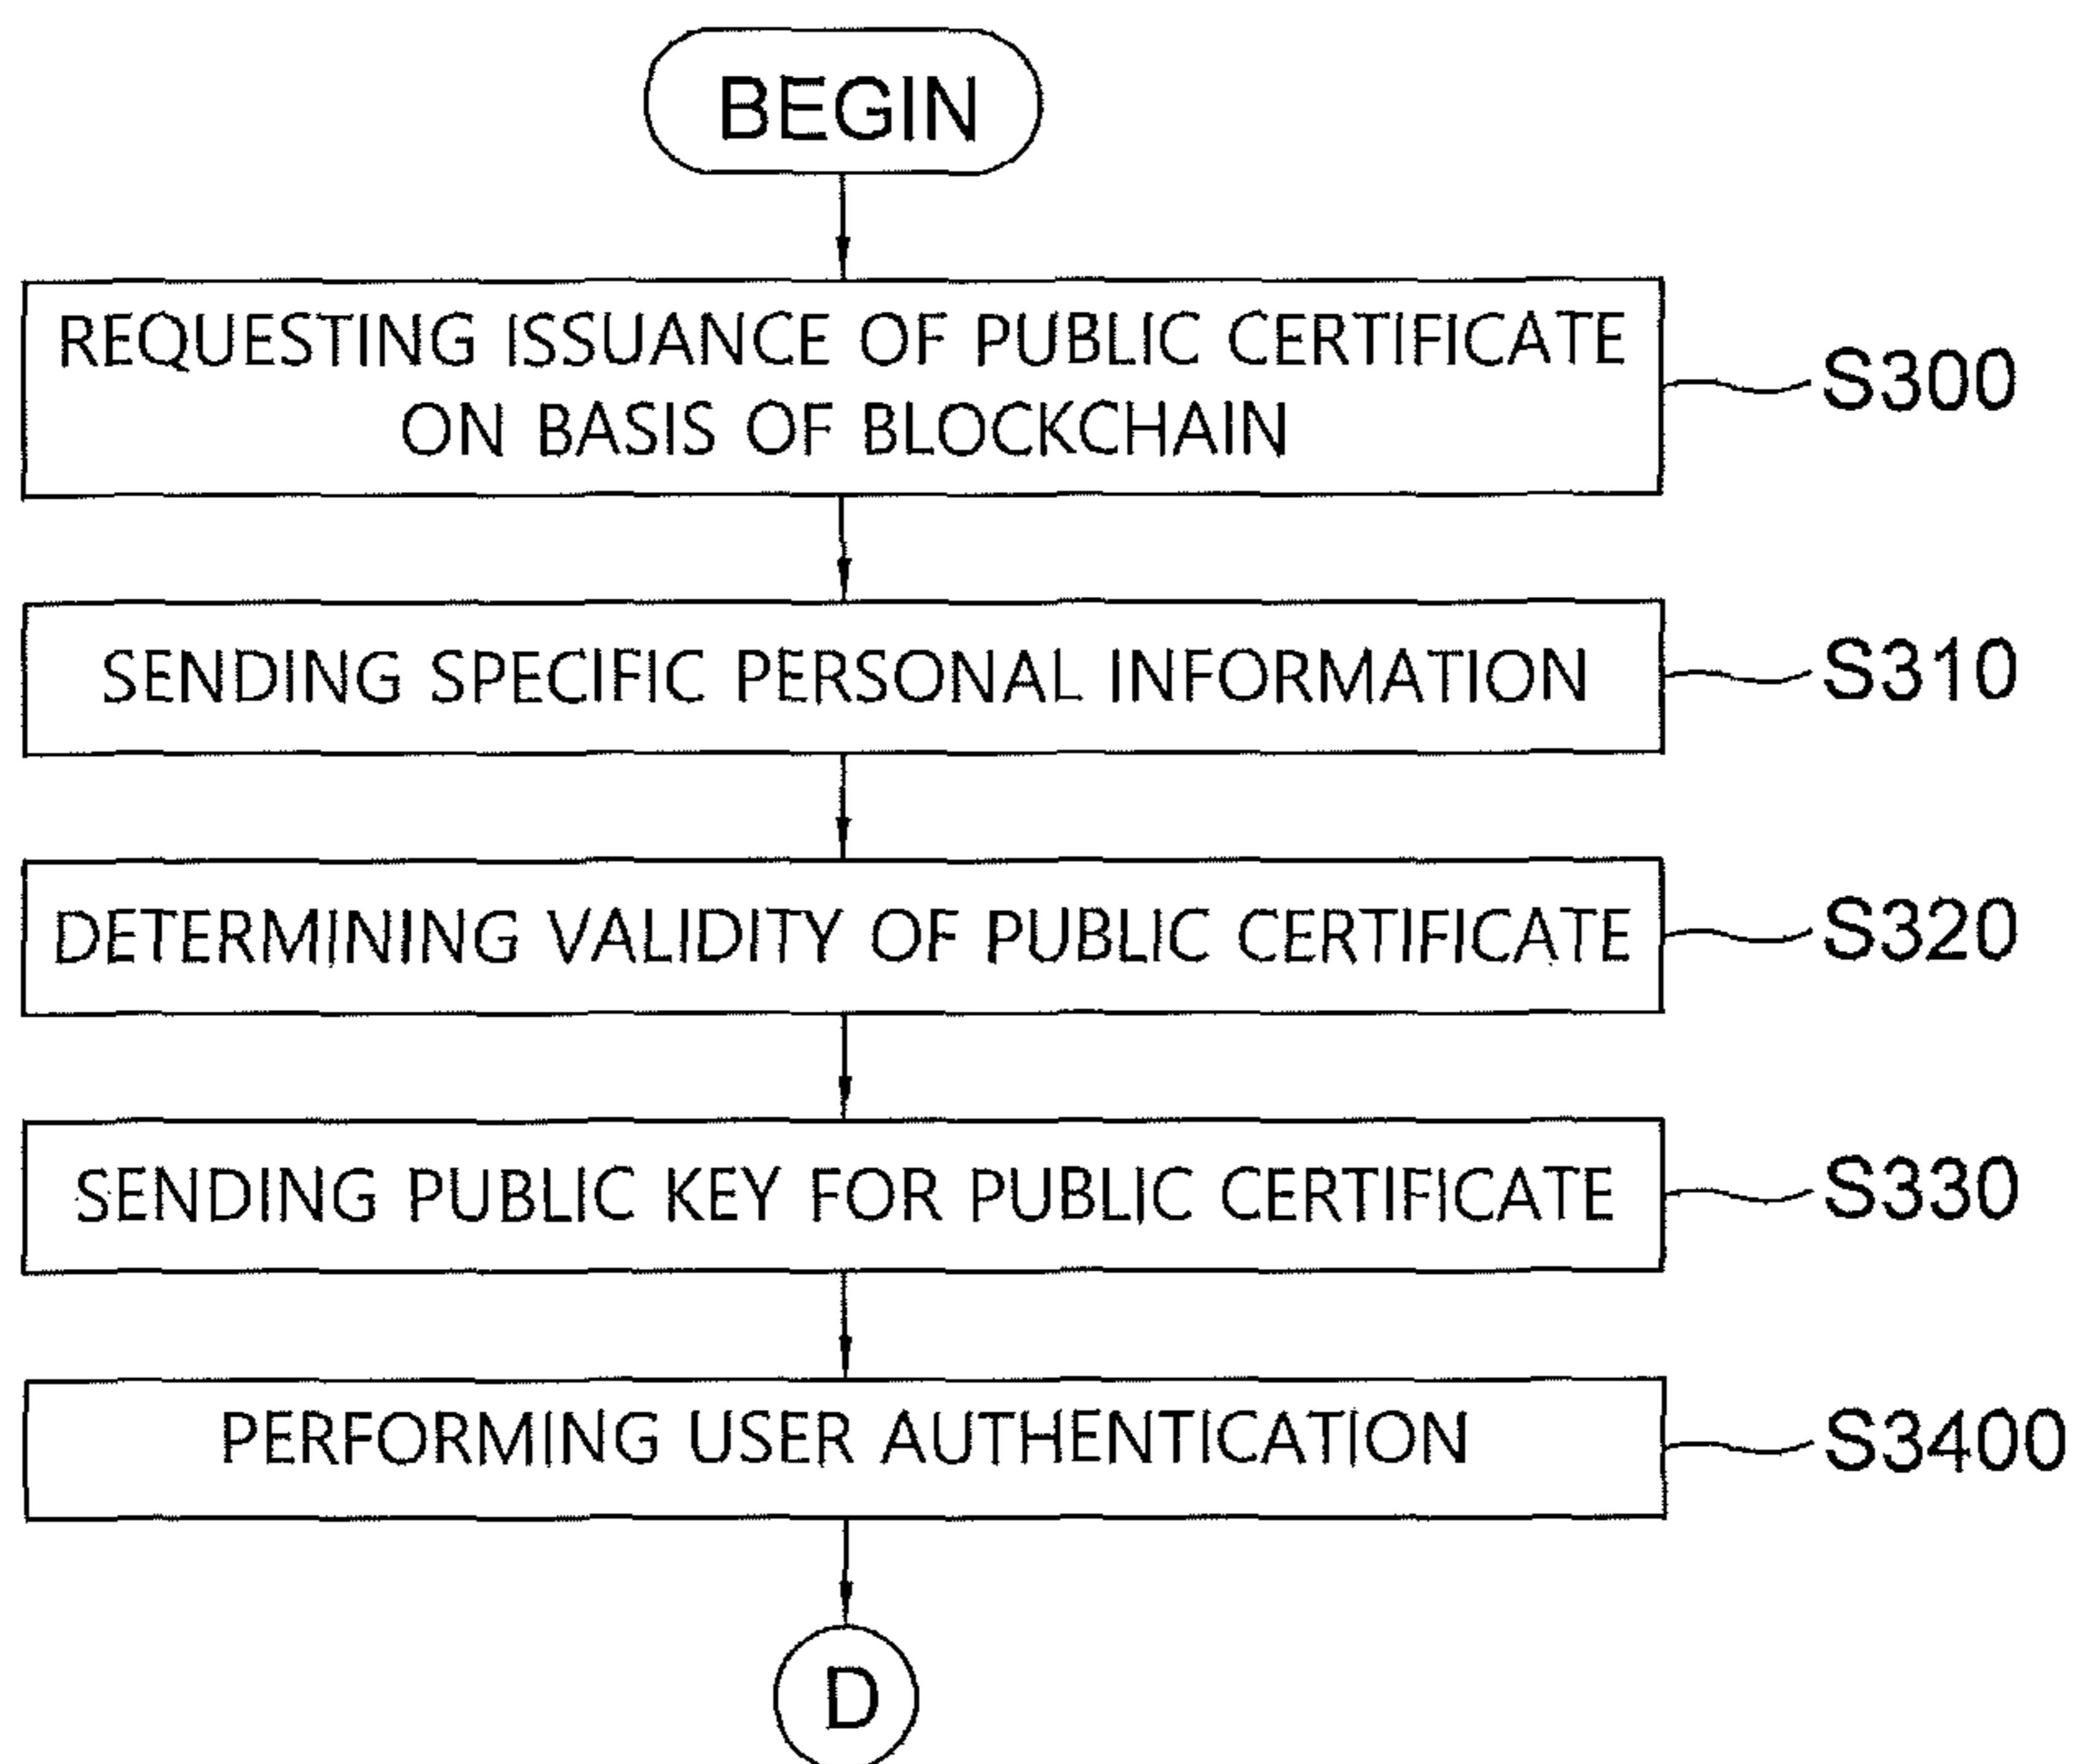 BEGIN
REQUESTING ISSUANCE OF PUBLIC CERTIFICATE
ON BASIS OF BLOCKCHAIN
S300
SENDING SPECIFIC PERSONAL INFORMATION
S310
DETERMINING VALIDITY OF PUBLIC CERTIFICATE
S320
SENDING PUBLIC KEY FOR PUBLIC CERTIFICATE
S330
PERFORMING USER AUTHENTICATION
S3400
D